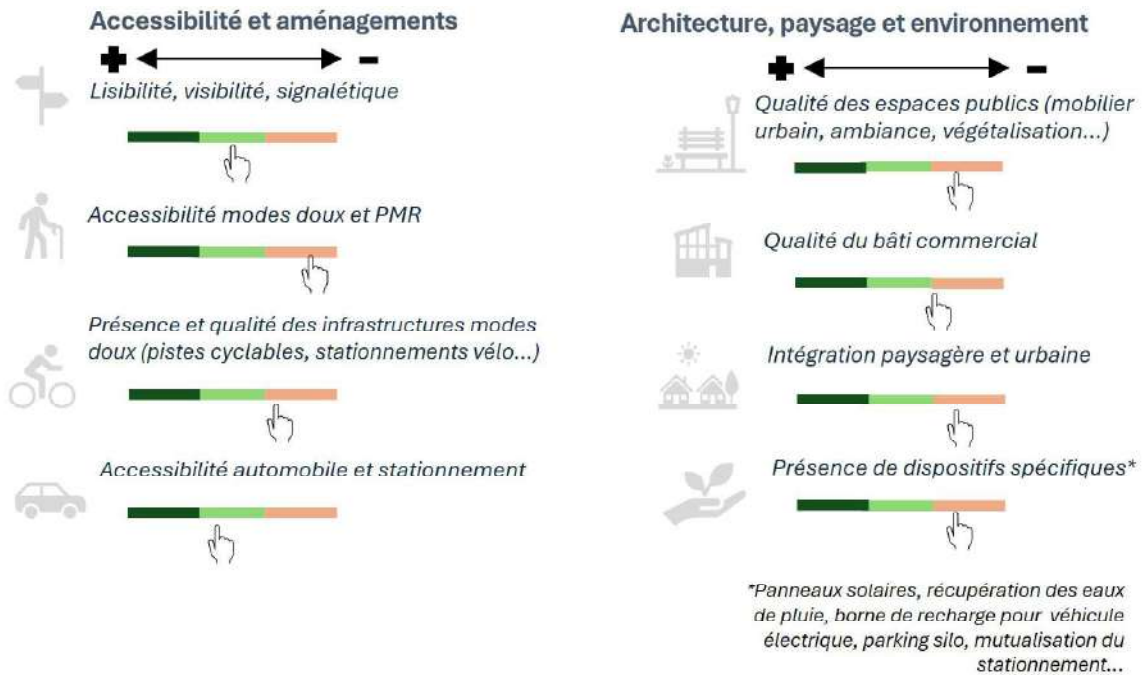 Accessibilité et aménagements
Lisibilité, visibilité, signalétique
Accessibilité modes doux et PMR
Présence et qualité des infrastructures modes
doux (pistes cyclables, stationnements vélo...)
Accessibilité automobile et stationnement
Architecture, paysage et environnement
Qualité des espaces publics (mobilier
urbain, ambiance, végétalisation...)
Qualité du bâti commercial
Intégration paysagère et urbaine
Présence de dispositifs spécifiques*
*Panneaux solaires, récupération des eaux
de pluie, borne de recharge pour véhicule
électrique, parking silo, mutualisation du
stationnement...